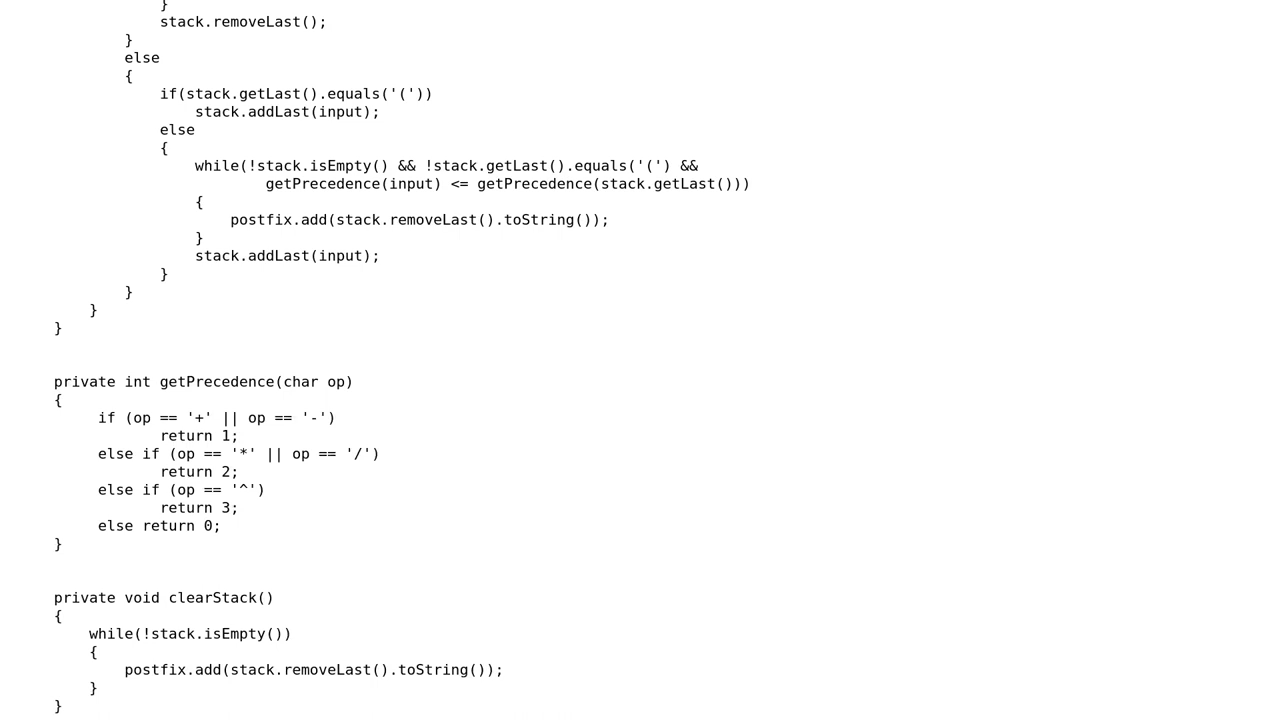 }
                        stack.removeLast();
                    }
                    else
                    {
                        if(stack.getLast().equals('('))
                            stack.addLast(input);
                        else
                        {
                            while(!stack.isEmpty() && !stack.getLast().equals('(') &&
                                    getPrecedence(input) <= getPrecedence(stack.getLast()))
                            {
                                postfix.add(stack.removeLast().toString());
                            }
                            stack.addLast(input);
                        }
                    }
                }
            }

            private int getPrecedence(char op)
            {
                 if (op == '+' || op == '-')
                        return 1;
                 else if (op == '*' || op == '/')
                        return 2;
                 else if (op == '^')
                        return 3;
                 else return 0;
            }

            private void clearStack()
            {
                while(!stack.isEmpty())
                {
                    postfix.add(stack.removeLast().toString());
                }
            }